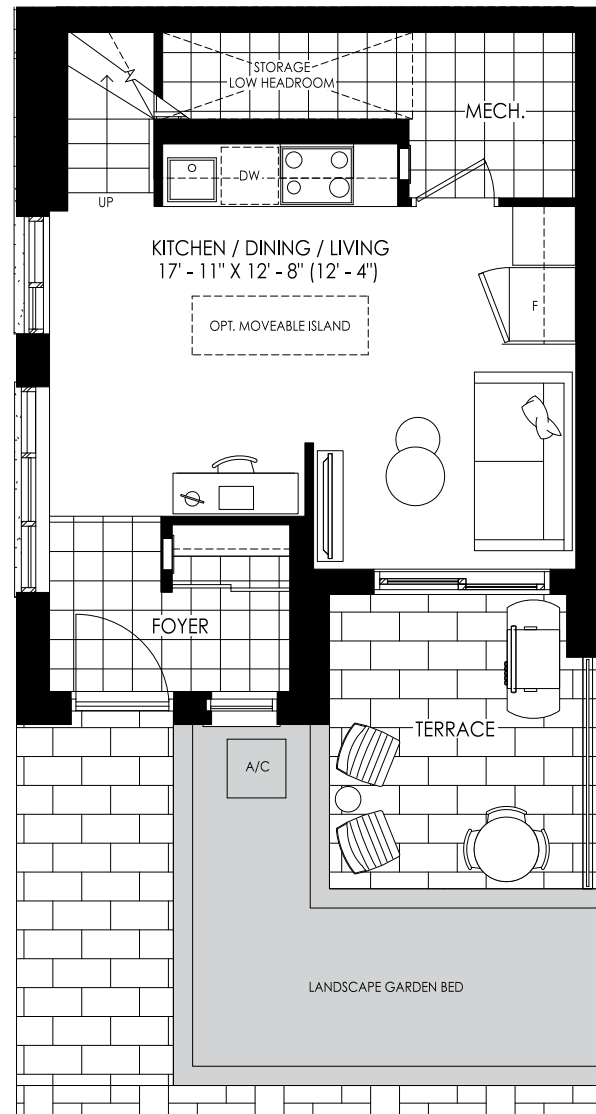 STORAGE
LOW HEADROOM
MECH.
DW
UP
KITCHEN / DINING / LIVING
17' - 11" X 12' - 8" (12' - 4")
F
OPT. MOVEABLE ISLAND
FOYER
TERRACE
A/C
LANDSCAPE GARDEN BED